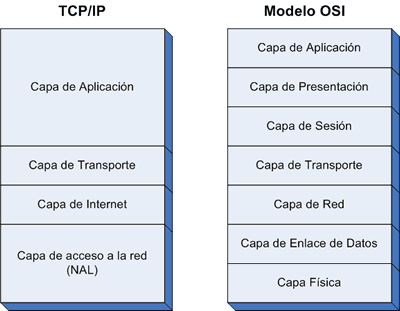 TCP/IP
Capa de Aplicación
Capa de Transporte
Capa de Internet
Capa de acceso a la red
(NAL)
Modelo OSI
Capa de Aplicación
Capa de Presentación
Capa de Sesión
Capa de Transporte
Capa de Red
Capa de Enlace de Datos
Capa Física